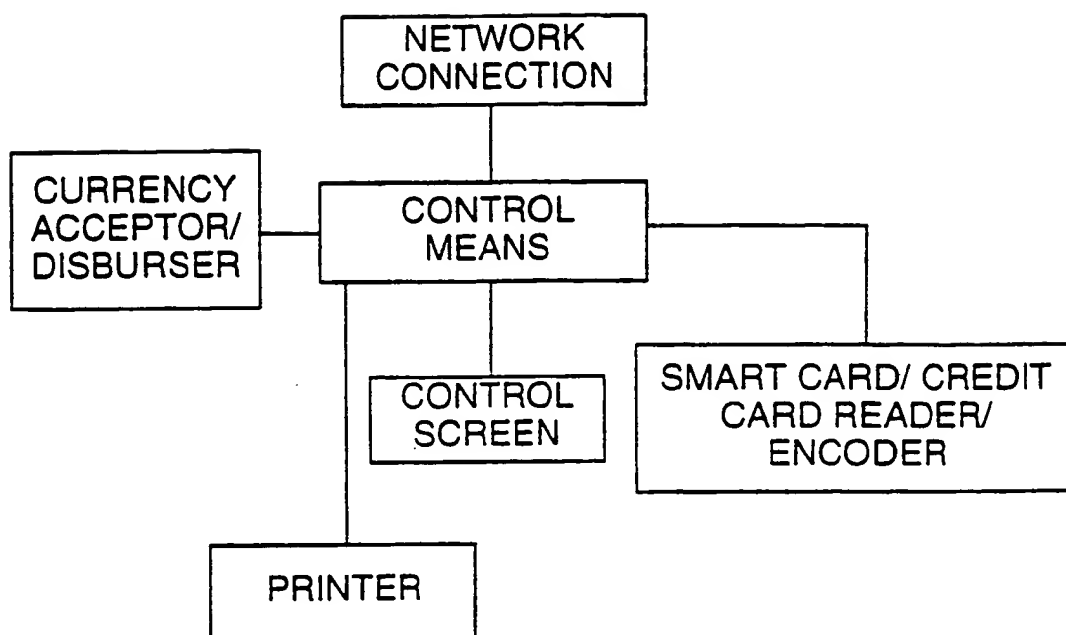 NETWORK
CONNECTION
CURRENCY
ACCEPTOR/
DISBURSER
CONTROL
MEANS
CONTROL
SCREEN
SMART CARD/ CREDIT
CARD READER/
ENCODER
PRINTER